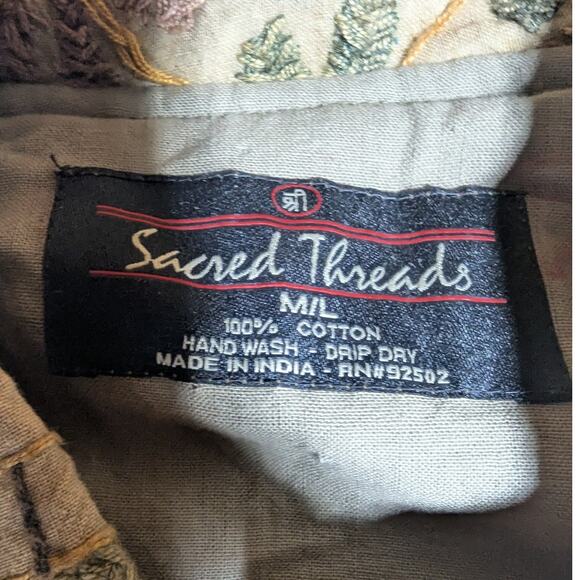 श्री
Sacred Threads
M/L
100% COTTON
HAND WASH - DRIP DRY
MADE IN INDIA - RN#92502